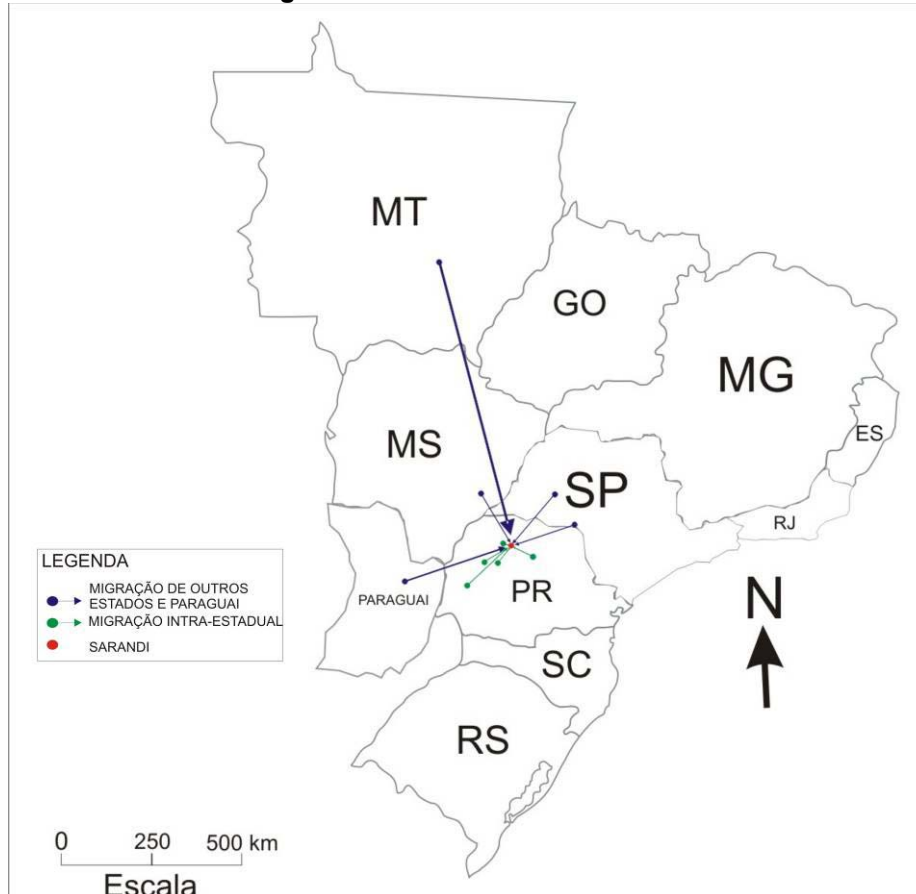 MT
GO
MG
ES
MS
SP
RJ
LEGENDA
MIGRAÇÃO DE OUTROS
ESTADOS E PARAGUAI
MIGRAÇÃO INTRA-ESTADUAL
SARANDI
PARAGUAI
PR
N
SC
RS
0 250 500 km
Escala